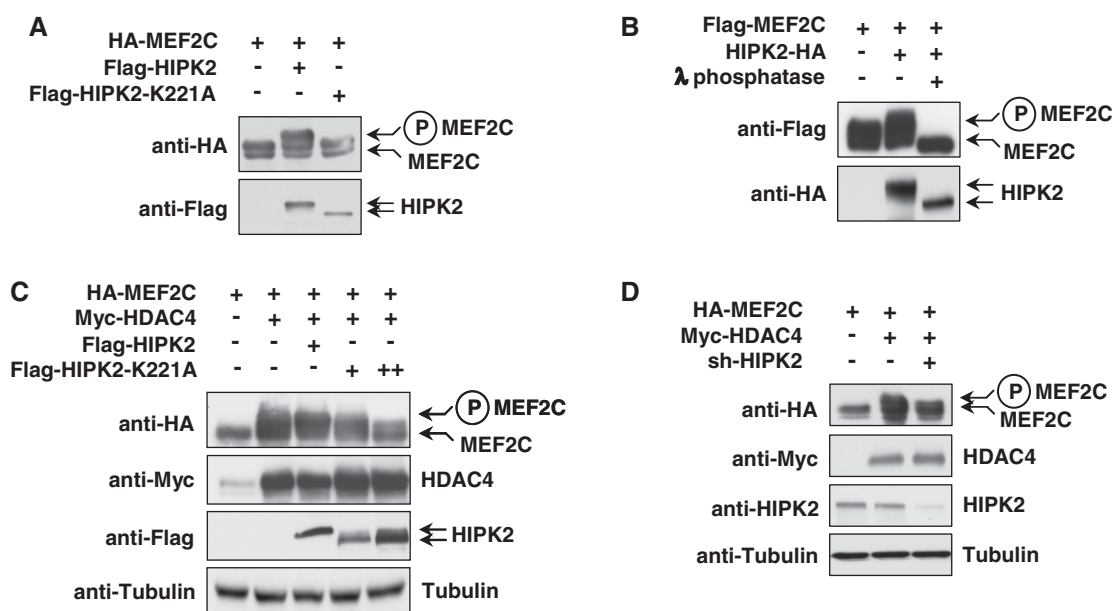 A
HA-MEF2C + + +
Flag-HIPK2 - + -
Flag-HIPK2-K221A - - +
anti-HA
P MEF2C
MEF2C
anti-Flag
HIPK2
B
Flag-MEF2C + + +
HIPK2-HA - + +
λ phosphatase - - +
anti-Flag
P MEF2C
MEF2C
anti-HA
HIPK2
C
HA-MEF2C + + + + +
Myc-HDAC4 - + + + +
Flag-HIPK2 - - + - -
Flag-HIPK2-K221A - - - + ++
anti-HA
P MEF2C
MEF2C
anti-Myc
HDAC4
anti-Flag
HIPK2
anti-Tubulin
Tubulin
D
HA-MEF2C + + +
Myc-HDAC4 - + +
sh-HIPK2 - - +
anti-HA
P MEF2C
MEF2C
anti-Myc
HDAC4
anti-HIPK2
HIPK2
anti-Tubulin
Tubulin